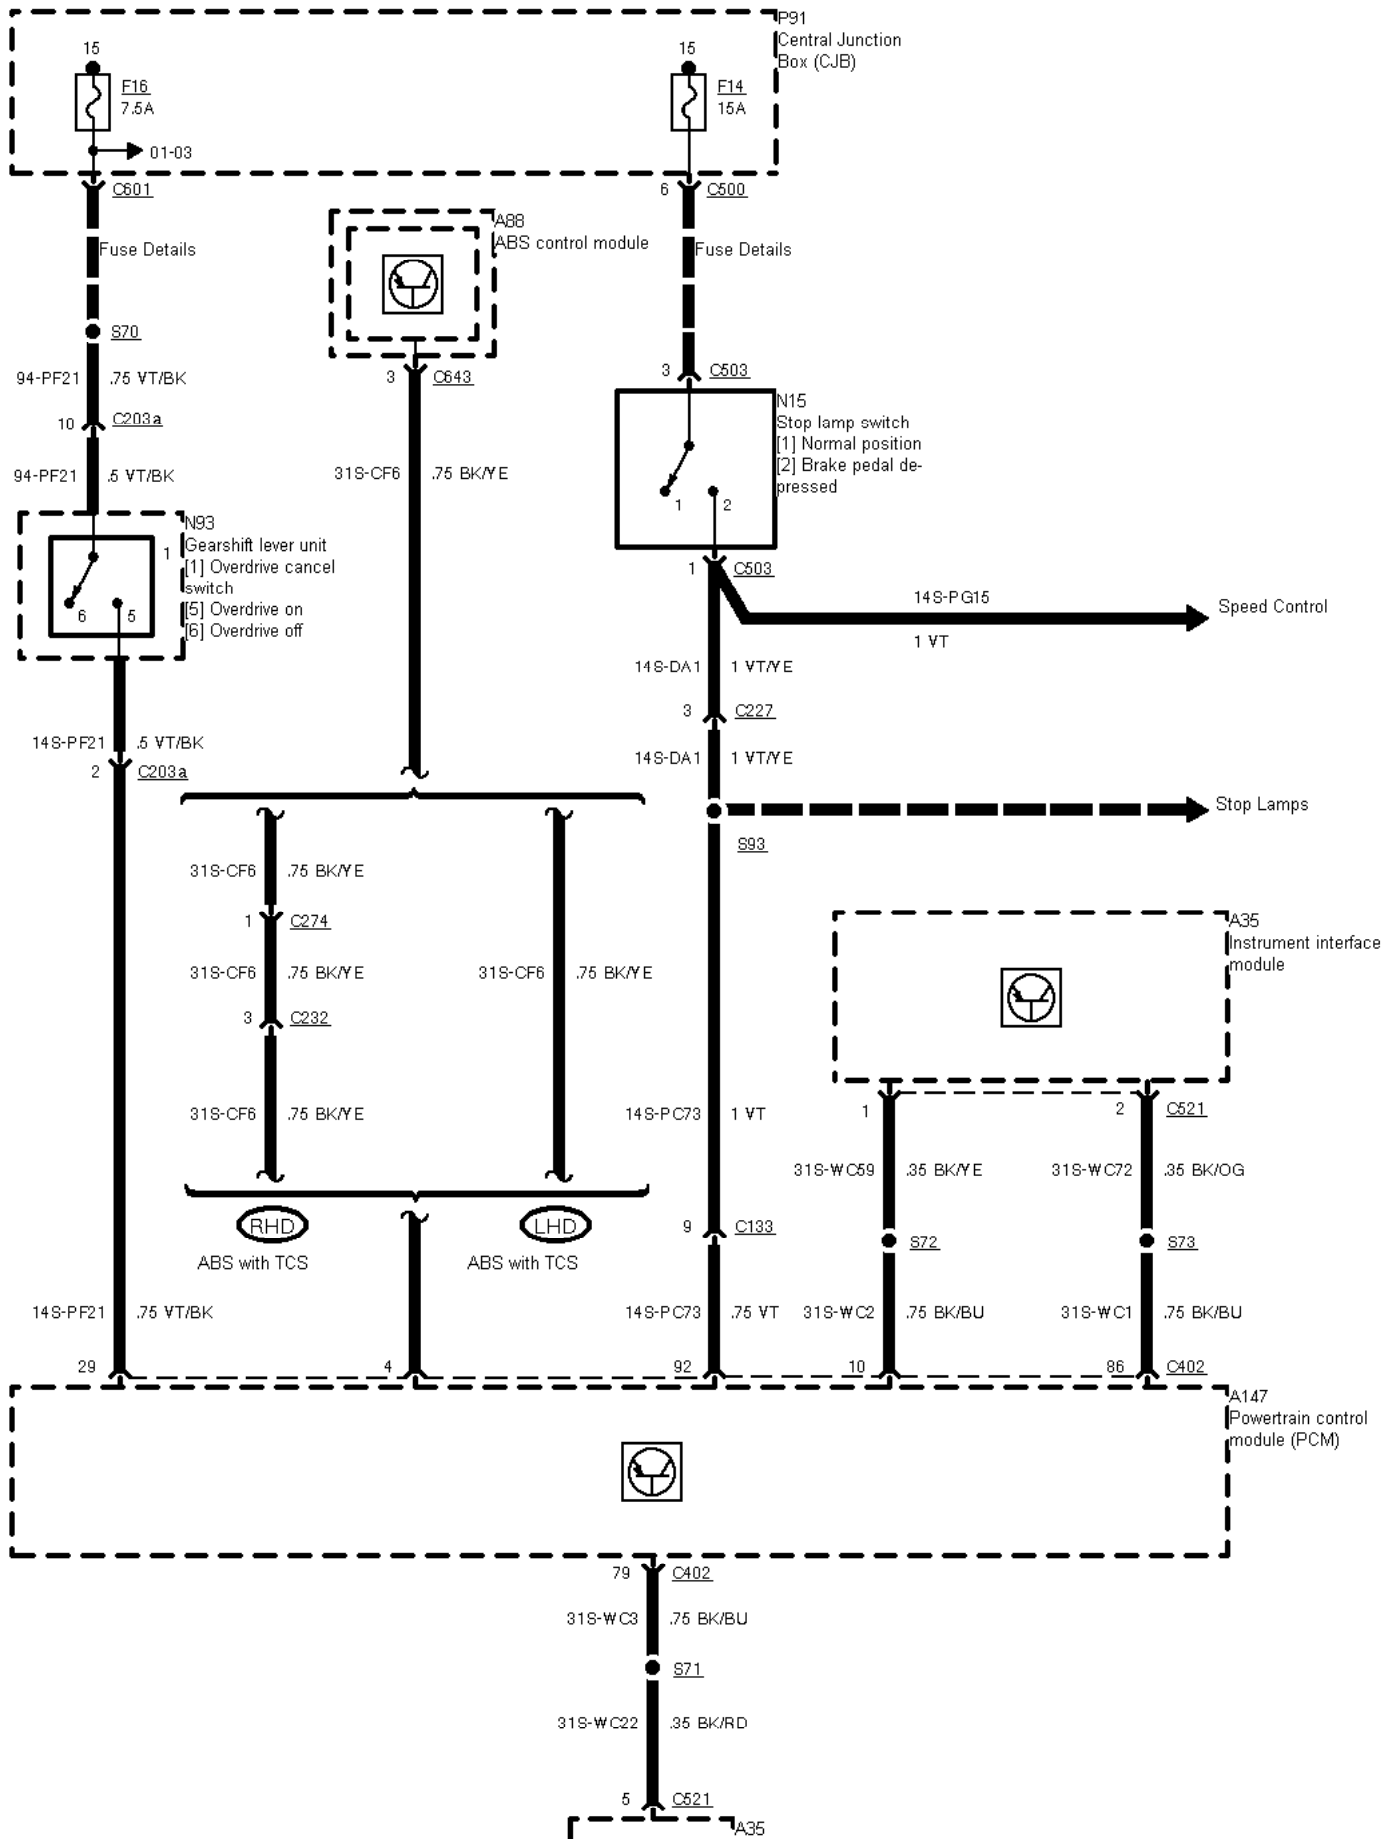 P91
Central Junction
Box (CJB)
15
15
F16
7.5A
F14
15A
01-03
C601
6
C500
A88
ABS control module
Fuse Details
Fuse Details
S70
3
C643
3
C503
94-PF21
.75 VT/BK
N15
Stop lamp switch
[1] Normal position
[2] Brake pedal de-
pressed
10
C203a
94-PF21
.5 VT/BK
31S-CF6
.75 BK/YE
1
2
N93
Gearshift lever unit
[1] Overdrive cancel
switch
[5] Overdrive on
[6] Overdrive off
1
6
5
1
C503
14S-PG15
Speed Control
1 VT
14S-DA1
1 VT/YE
3
C227
14S-PF21
.5 VT/BK
14S-DA1
1 VT/YE
2
C203a
Stop Lamps
S93
31S-CF6
.75 BK/YE
1
C274
A35
Instrument interface
module
31S-CF6
.75 BK/YE
31S-CF6
.75 BK/YE
3
C232
31S-CF6
.75 BK/YE
14S-PC73
1 VT
1
2
C521
31S-WC59
.35 BK/YE
31S-WC72
.35 BK/OG
RHD
LHD
9
C133
S72
S73
ABS with TCS
ABS with TCS
14S-PF21
.75 VT/BK
14S-PC73
.75 VT
31S-WC2
.75 BK/BU
31S-WC1
.75 BK/BU
29
4
92
10
86
C402
A147
Powertrain control
module (PCM)
79
C402
31S-WC3
.75 BK/BU
S71
31S-WC22
.35 BK/RD
5
C521
A35